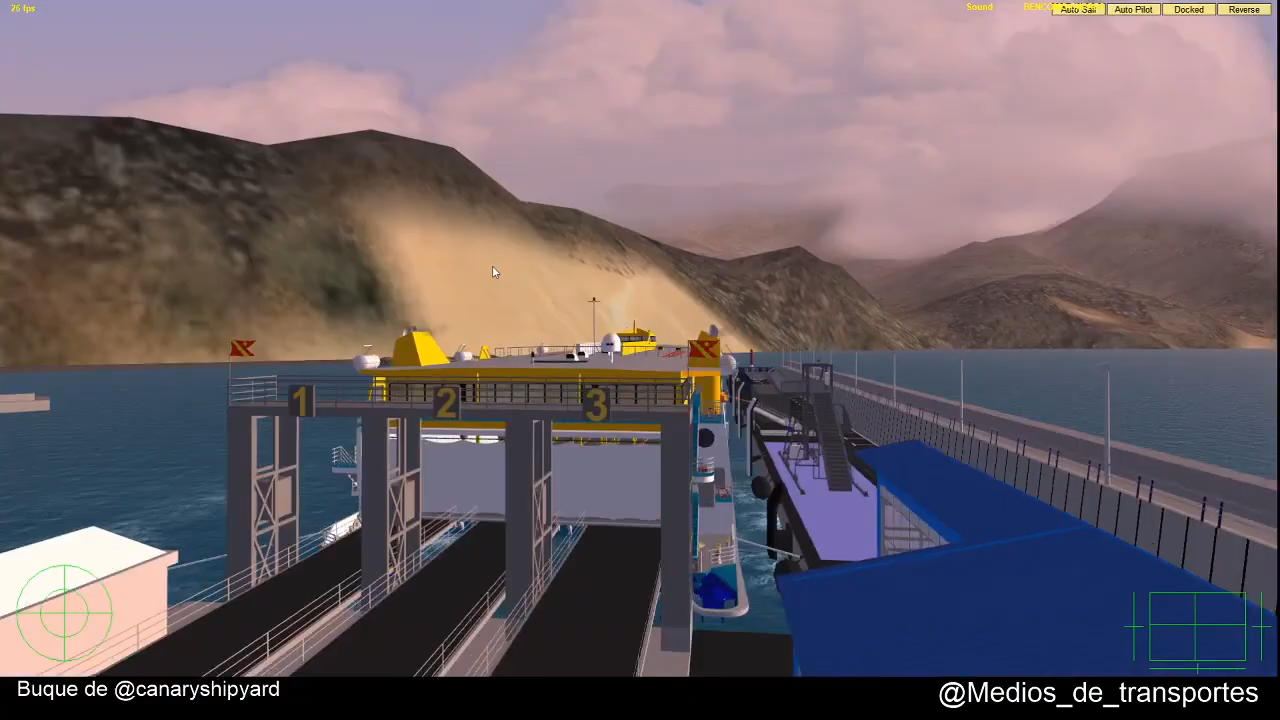 26 fps
Sound
Auto Sail
Auto Pilot
Docked
Reverse
1
2
3
Buque de @canaryshipyard
@Medios_de_transportes